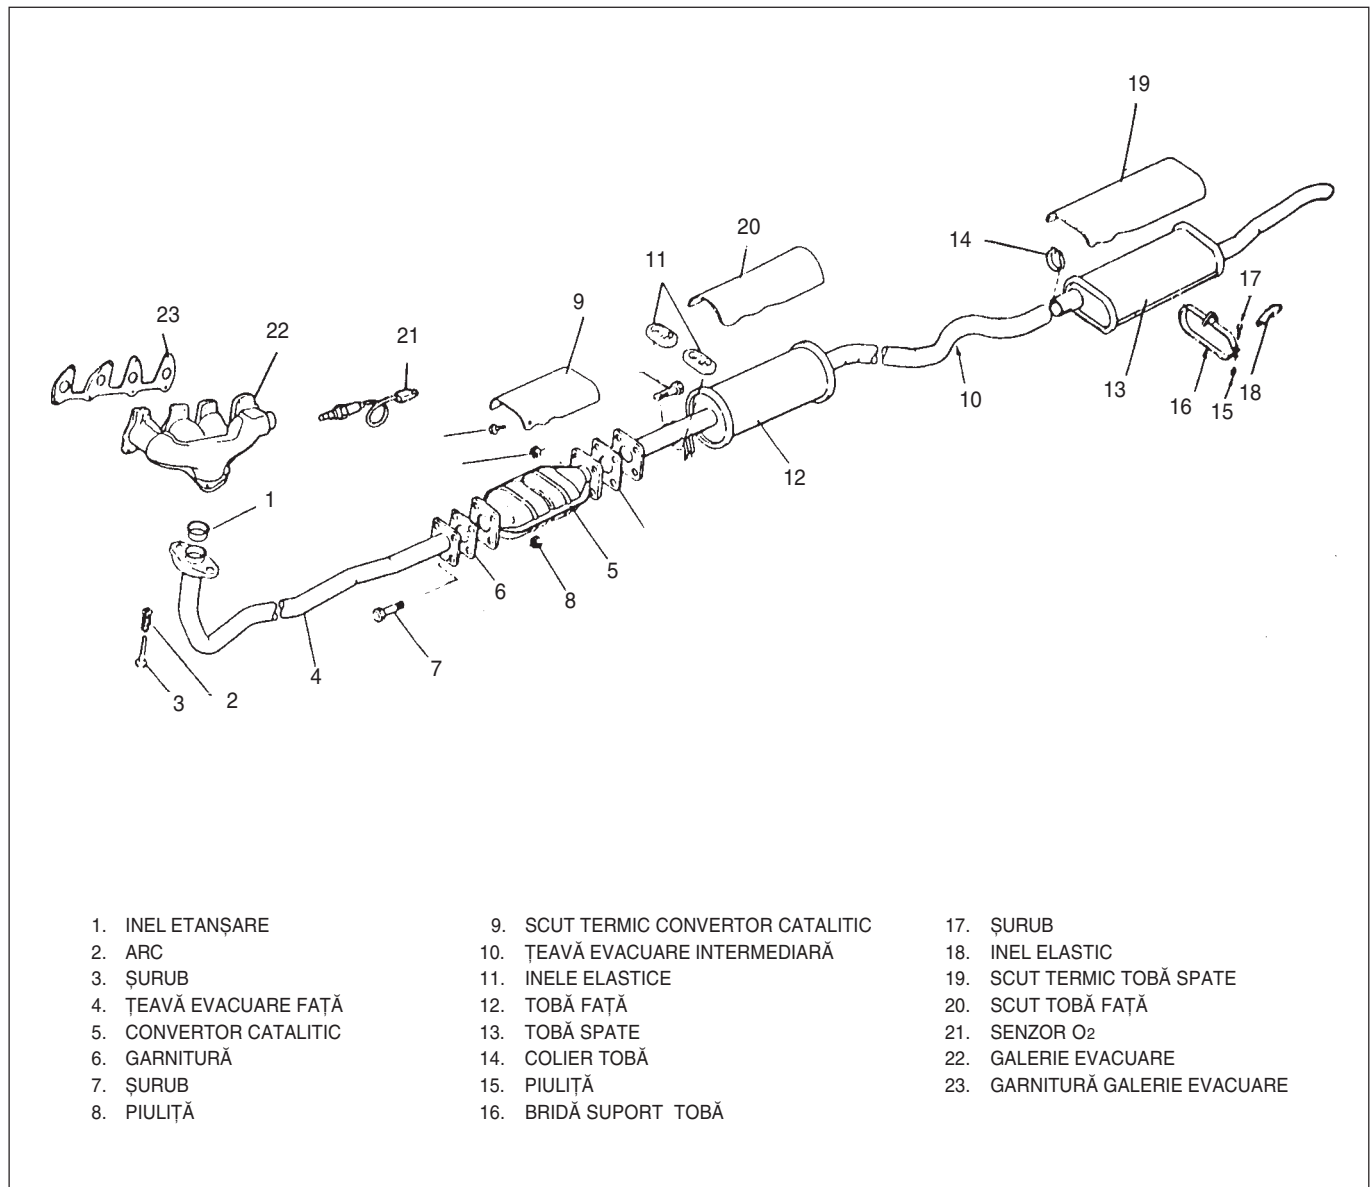 19
20
14
11
17
9
23
22
21
13
16
15
18
10
12
1
5
6
8
7
4
2
3
1. INEL ETANȘARE
2. ARC
3. ȘURUB
4. ȚEAVĂ EVACUARE FAȚĂ
5. CONVERTOR CATALITIC
6. GARNITURĂ
7. ȘURUB
8. PIULIȚĂ
9. SCUT TERMIC CONVERTOR CATALITIC
10. ȚEAVĂ EVACUARE INTERMEDIARĂ
11. INELE ELASTICE
12. TOBĂ FAȚĂ
13. TOBĂ SPATE
14. COLIER TOBĂ
15. PIULIȚĂ
16. BRIDĂ SUPORT TOBĂ
17. ȘURUB
18. INEL ELASTIC
19. SCUT TERMIC TOBĂ SPATE
20. SCUT TOBĂ FAȚĂ
21. SENZOR O2
22. GALERIE EVACUARE
23. GARNITURĂ GALERIE EVACUARE